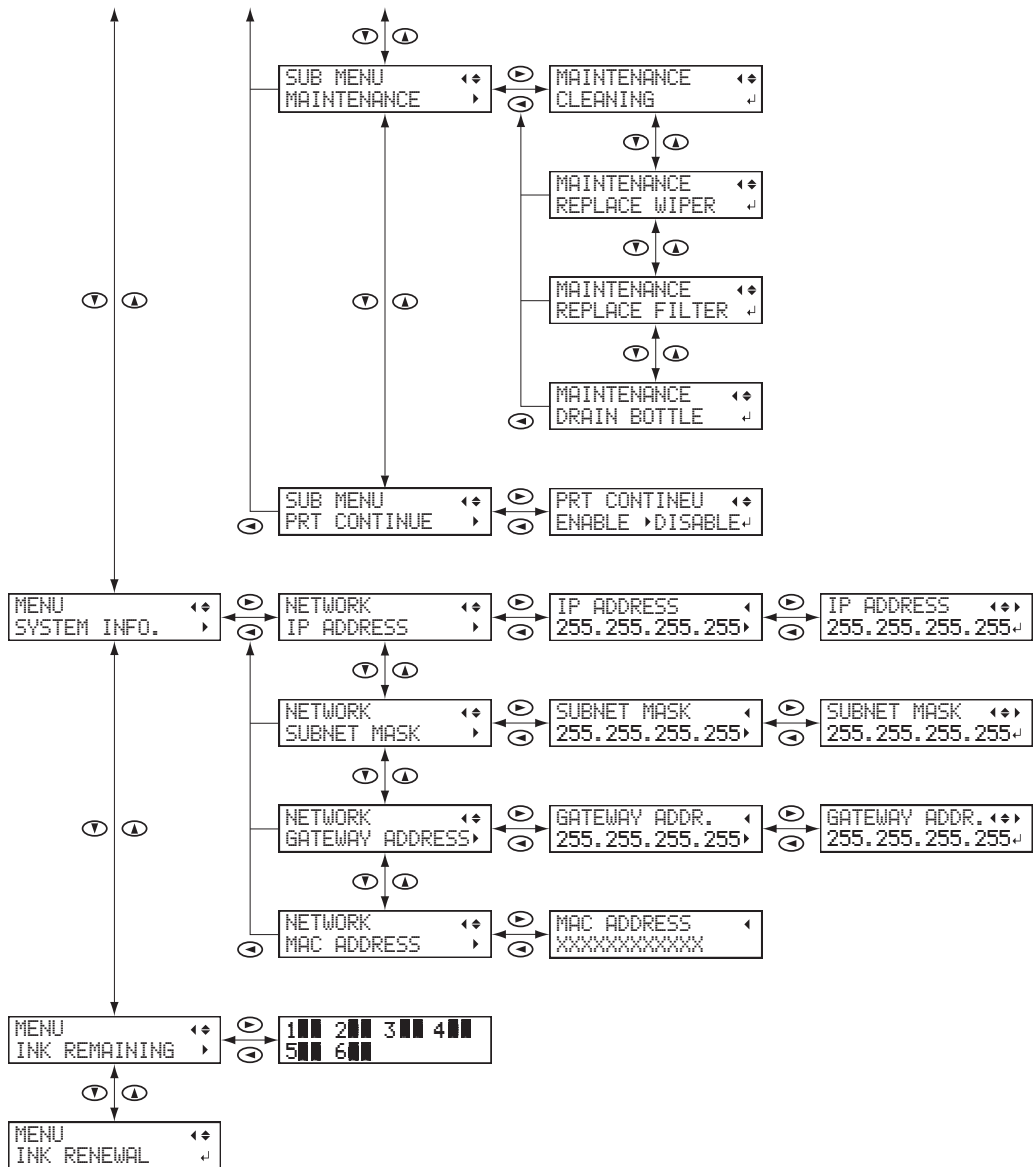 SUB MENU
MAINTENANCE
MAINTENANCE
CLEANING
MAINTENANCE
REPLACE WIPER
MAINTENANCE
REPLACE FILTER
MAINTENANCE
DRAIN BOTTLE
SUB MENU
PRT CONTINUE
PRT CONTINEU
ENABLE DISABLE
MENU
SYSTEM INFO.
NETWORK
IP ADDRESS
IP ADDRESS
255.255.255.255
IP ADDRESS
255.255.255.255
NETWORK
SUBNET MASK
SUBNET MASK
255.255.255.255
SUBNET MASK
255.255.255.255
NETWORK
GATEWAY ADDRESS
GATEWAY ADDR.
255.255.255.255
GATEWAY ADDR.
255.255.255.255
NETWORK
MAC ADDRESS
MAC ADDRESS
XXXXXXXXXXXX
MENU
INK REMAINING
1 2 3 4
5 6
MENU
INK RENEWAL